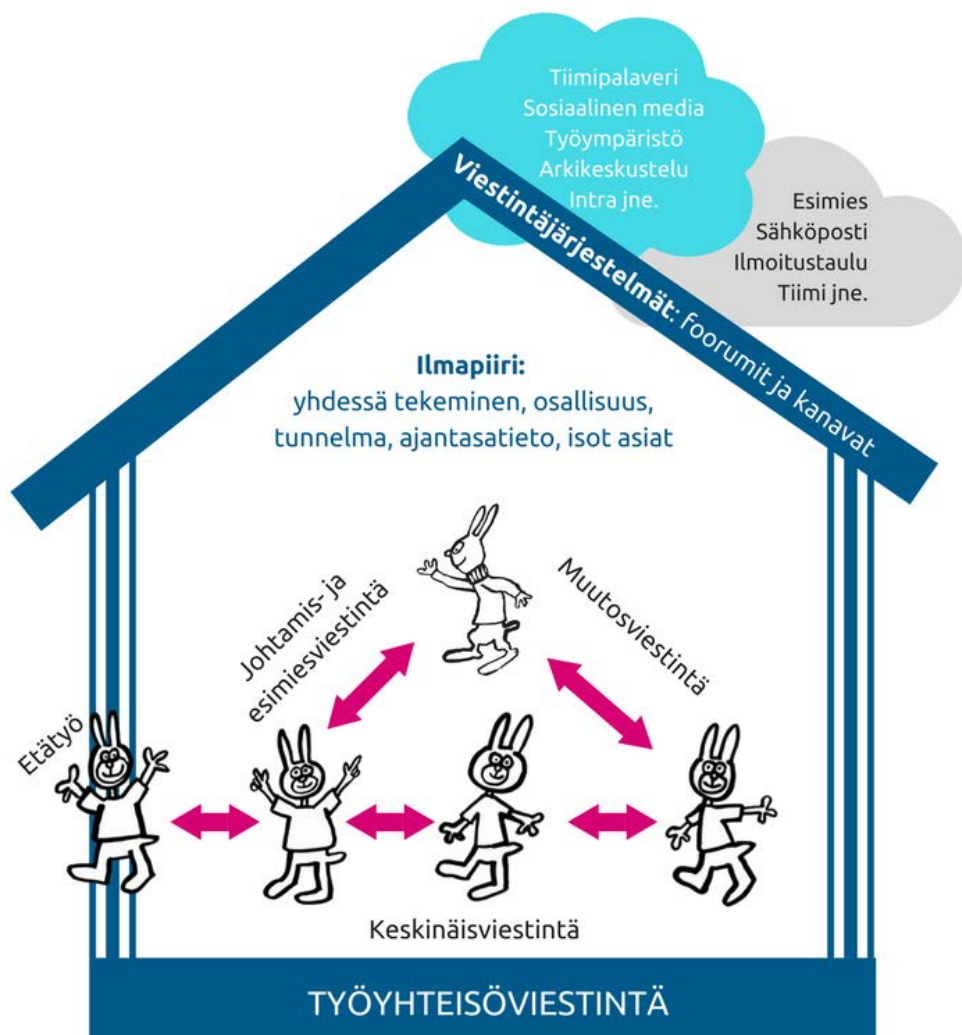 Tiimipalaveri
Sosiaalinen media
Työympäristö
Arkikeskustelu
Intra jne.
Esimies
Sähköposti
Ilmoitustaulu
Tiimi jne.
Viestintäjärjestelmät: foorumit ja kanavat
Ilmapiiri:
yhdessä tekeminen, osallisuus,
tunnelma, ajantasatieto, isot asiat
Johtamis- ja
esimiesviestintä
Muutosviestintä
Etätyö
Keskinäisviestintä
TYÖYHTEISÖVIESTINTÄ